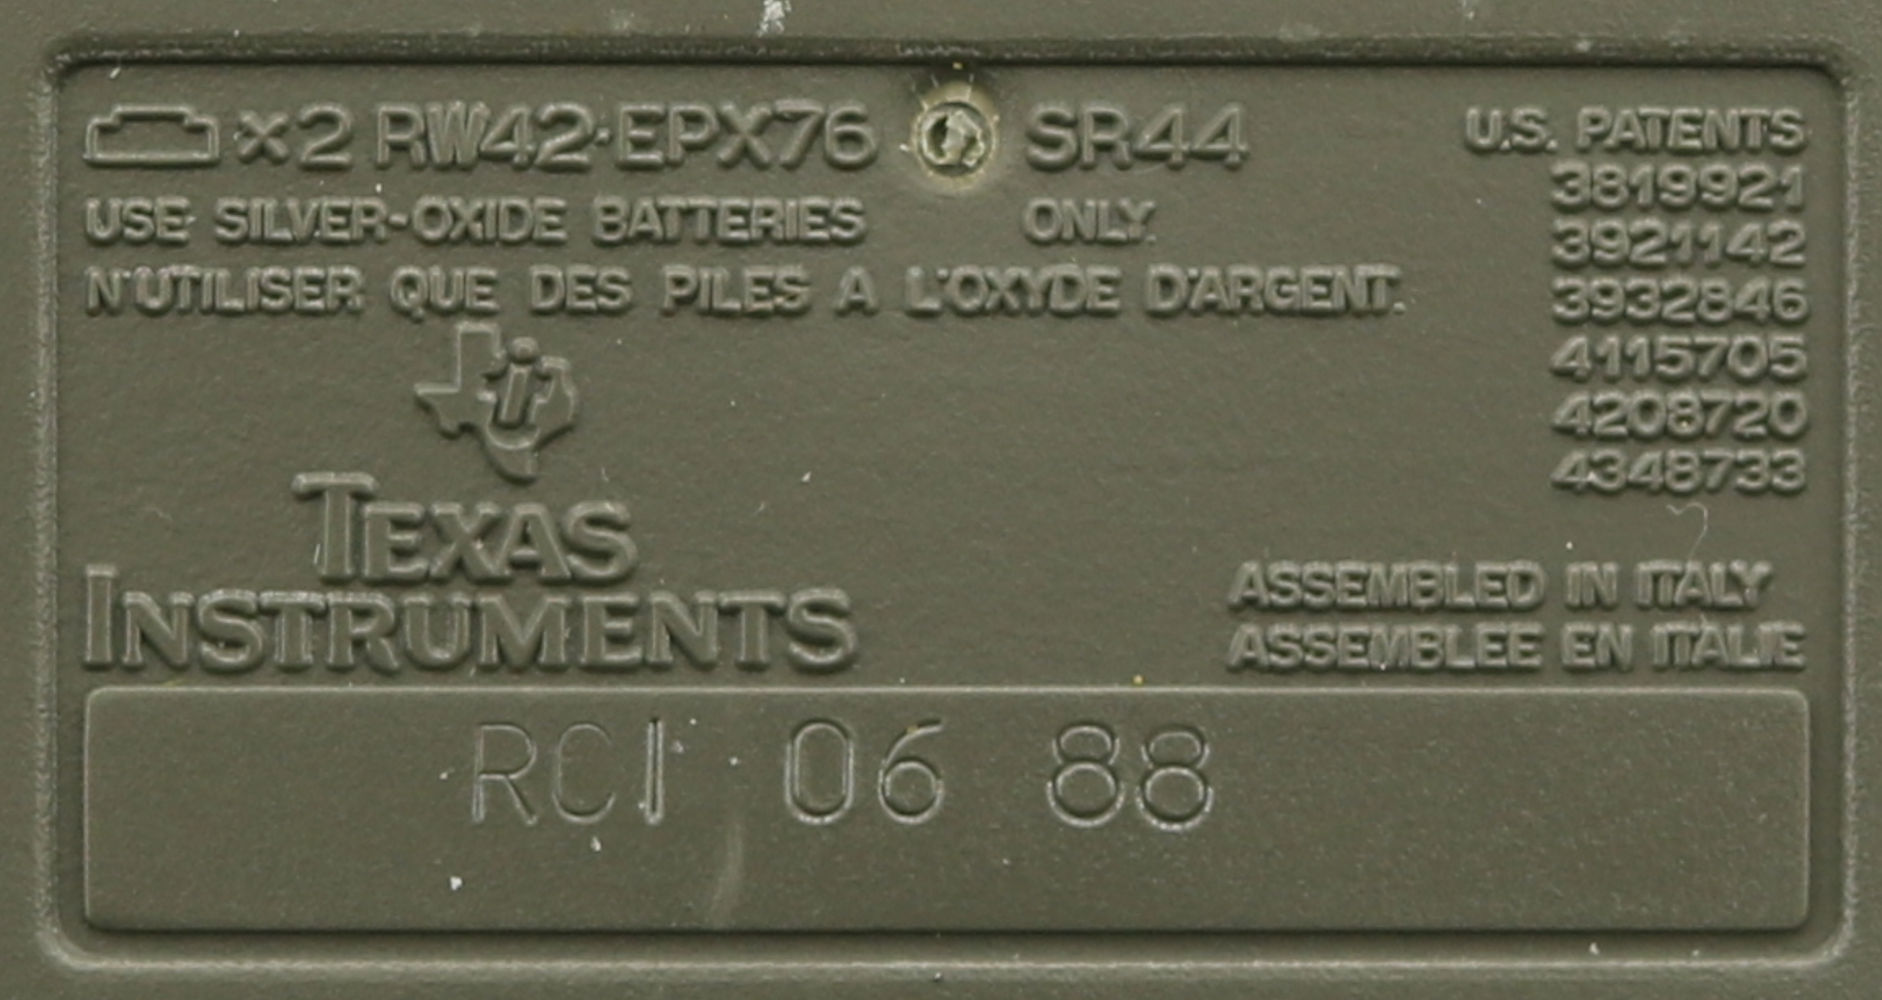 x2 RW42·EPX76 SR44
USE SILVER-OXIDE BATTERIES ONLY.
N'UTILISER QUE DES PILES A L'OXYDE D'ARGENT.
U.S. PATENTS
3819921
3921142
3932846
4115705
4208720
4348733
TEXAS
INSTRUMENTS
ASSEMBLED IN ITALY
ASSEMBLEE EN ITALIE
RCI 06 88